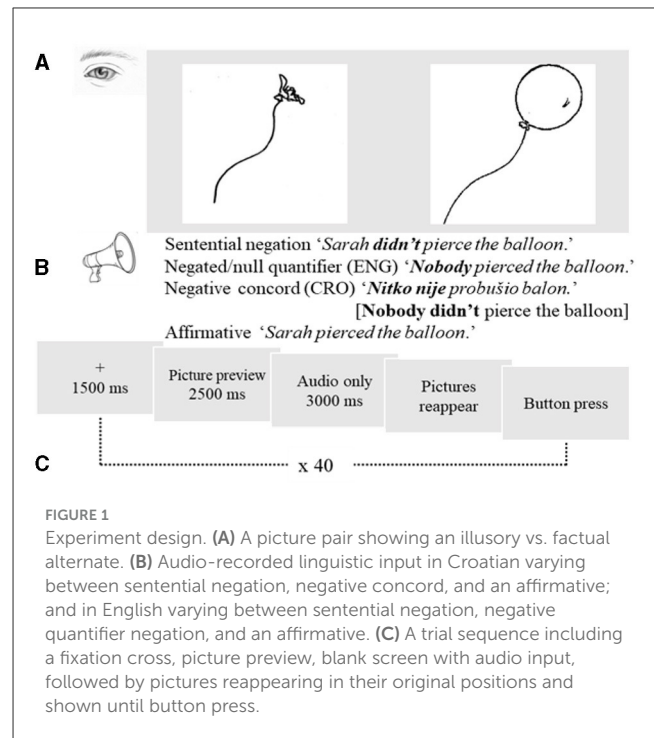 A
B
Sentential negation ‘Sarah didn’t pierce the balloon.’
Negated/null quantifier (ENG) ‘Nobody pierced the balloon.’
Negative concord (CRO) ‘Nitko nije probušio balon.’
[Nobody didn’t pierce the balloon]
Affirmative ‘Sarah pierced the balloon.’
+
1500 ms
Picture preview
2500 ms
Audio only
3000 ms
Pictures
reappear
Button press
C
x 40
FIGURE 1
Experiment design. (A) A picture pair showing an illusory vs. factual
alternate. (B) Audio-recorded linguistic input in Croatian varying
between sentential negation, negative concord, and an affirmative;
and in English varying between sentential negation, negative
quantifier negation, and an affirmative. (C) A trial sequence including
a fixation cross, picture preview, blank screen with audio input,
followed by pictures reappearing in their original positions and
shown until button press.